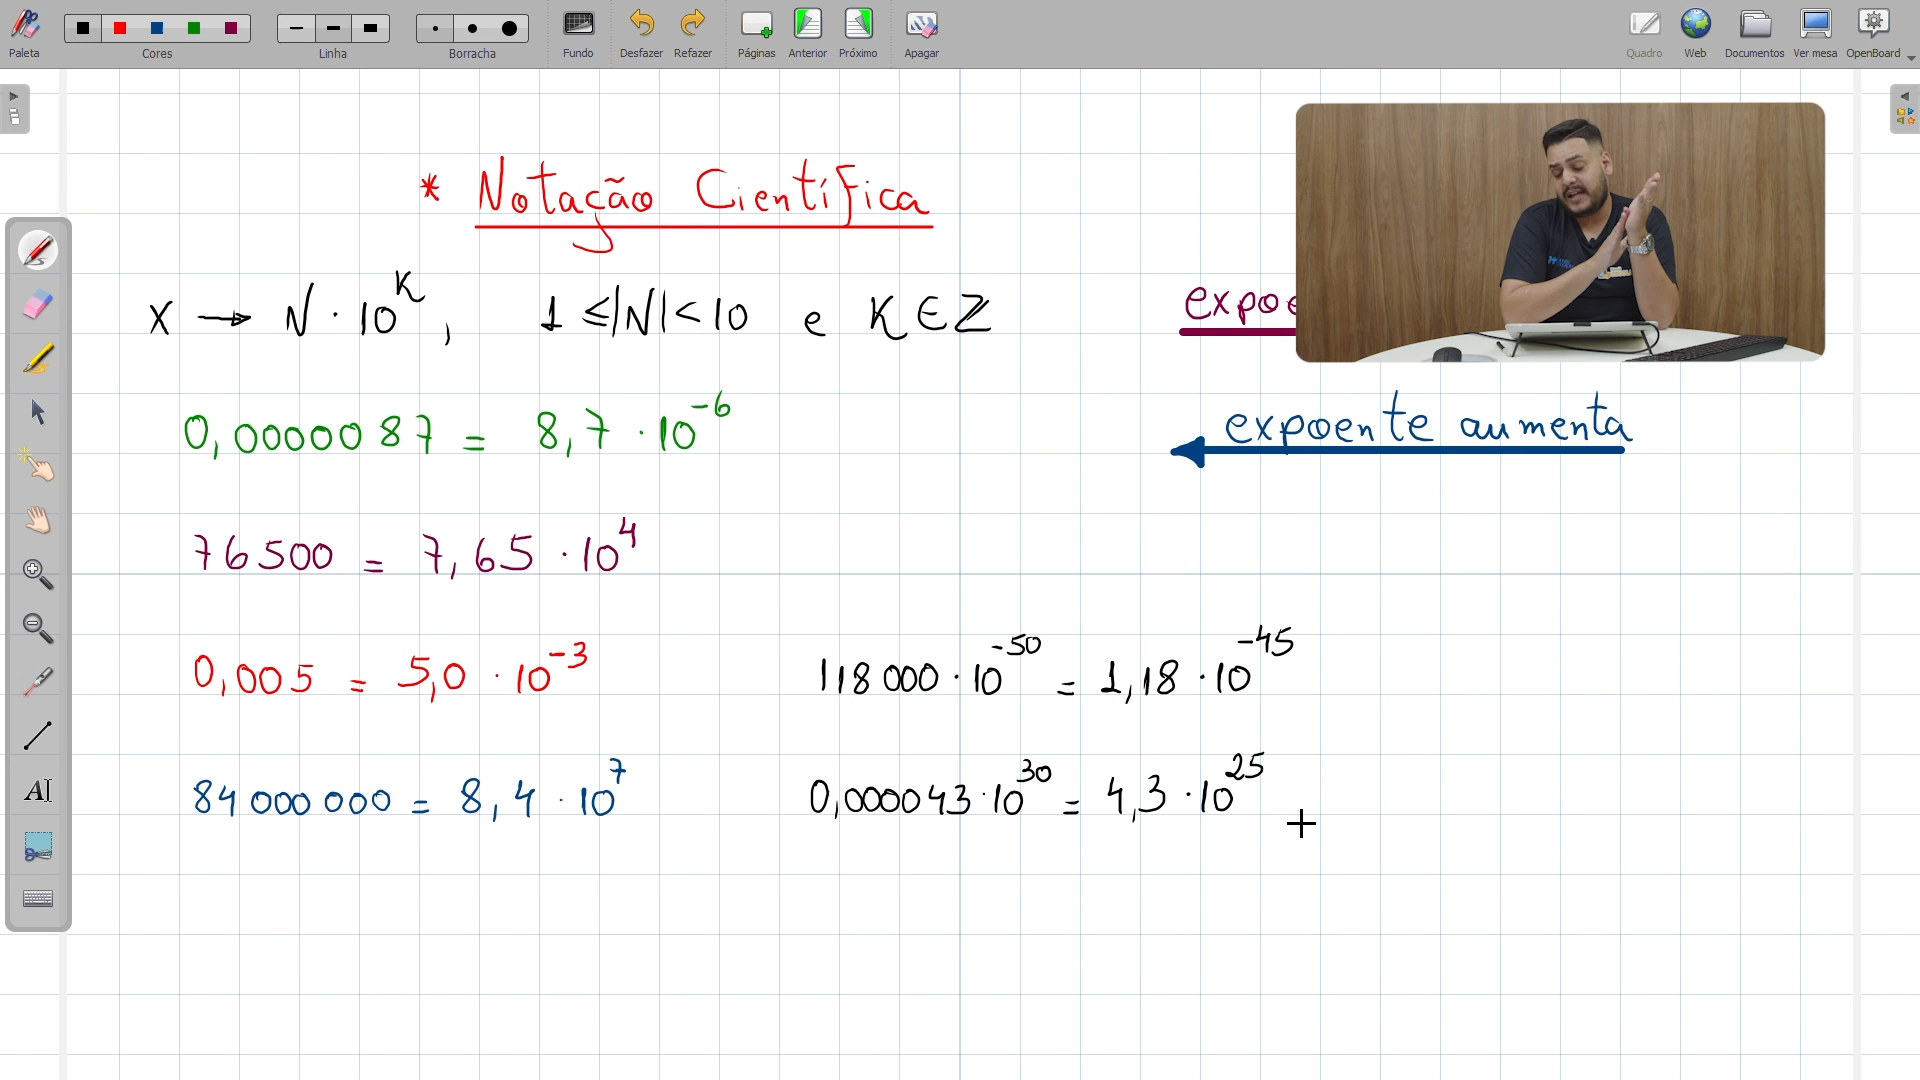 Paleta Cores Linha Borracha Fundo Desfazer Refazer Páginas Anterior Próximo Apagar Quadro Web Documentos Ver mesa OpenBoard
* Notação Científica
x → N · 10^K, 1 ≤ |N| < 10 e K ∈ Z
expoe
0,0000087 = 8,7 · 10^-6
expoente aumenta
76500 = 7,65 · 10^4
0,005 = 5,0 · 10^-3
118 000 · 10^-50 = 1,18 · 10^-45
84 000 000 = 8,4 · 10^7
0,000043 · 10^30 = 4,3 · 10^25
AI